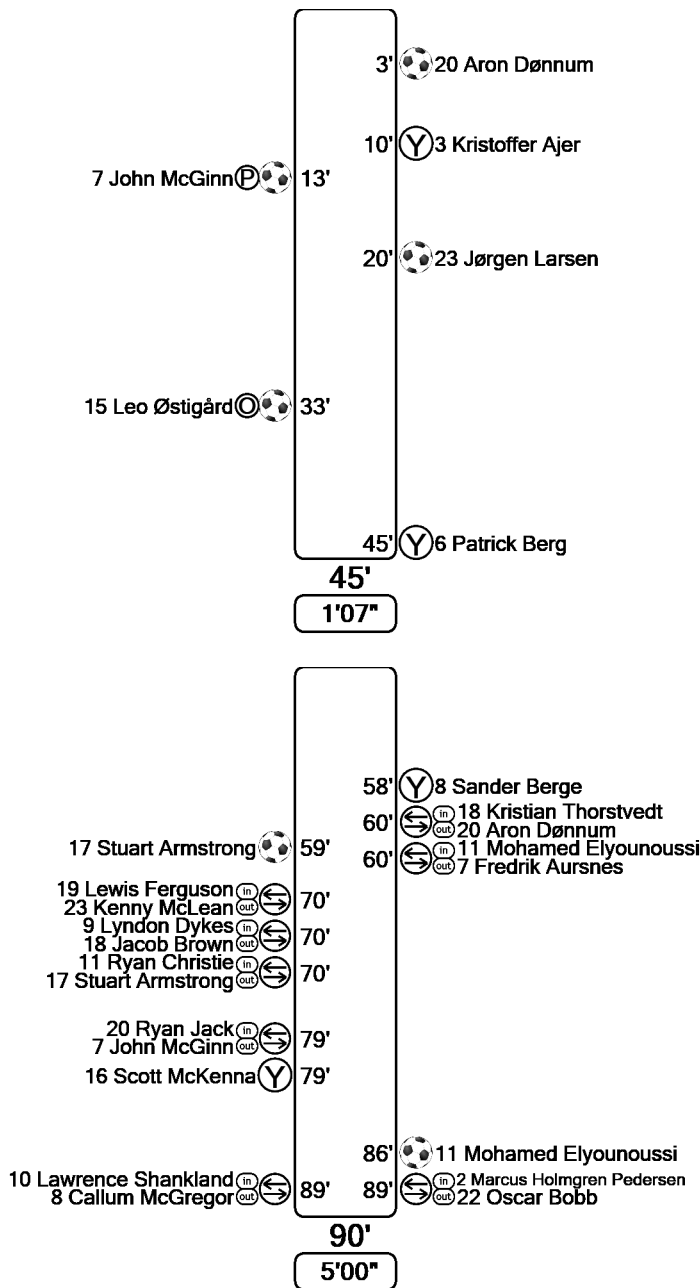 3' 20 Aron Dønnum
10' Y 3 Kristoffer Ajer
7 John McGinn P 13'
20' 23 Jørgen Larsen
15 Leo Østigård O 33'
45' Y 6 Patrick Berg
45'
1'07"
58' Y 8 Sander Berge
60' in 18 Kristian Thorstvedt
out 20 Aron Dønnum
17 Stuart Armstrong 59'
60' in 11 Mohamed Elyounoussi
out 7 Fredrik Aursnes
19 Lewis Ferguson in 70'
23 Kenny McLean out
9 Lyndon Dykes in 70'
18 Jacob Brown out
11 Ryan Christie in 70'
17 Stuart Armstrong out
20 Ryan Jack in 79'
7 John McGinn out
16 Scott McKenna Y 79'
86' 11 Mohamed Elyounoussi
10 Lawrence Shankland in 89'
8 Callum McGregor out
89' in 2 Marcus Holmgren Pedersen
out 22 Oscar Bobb
90'
5'00"